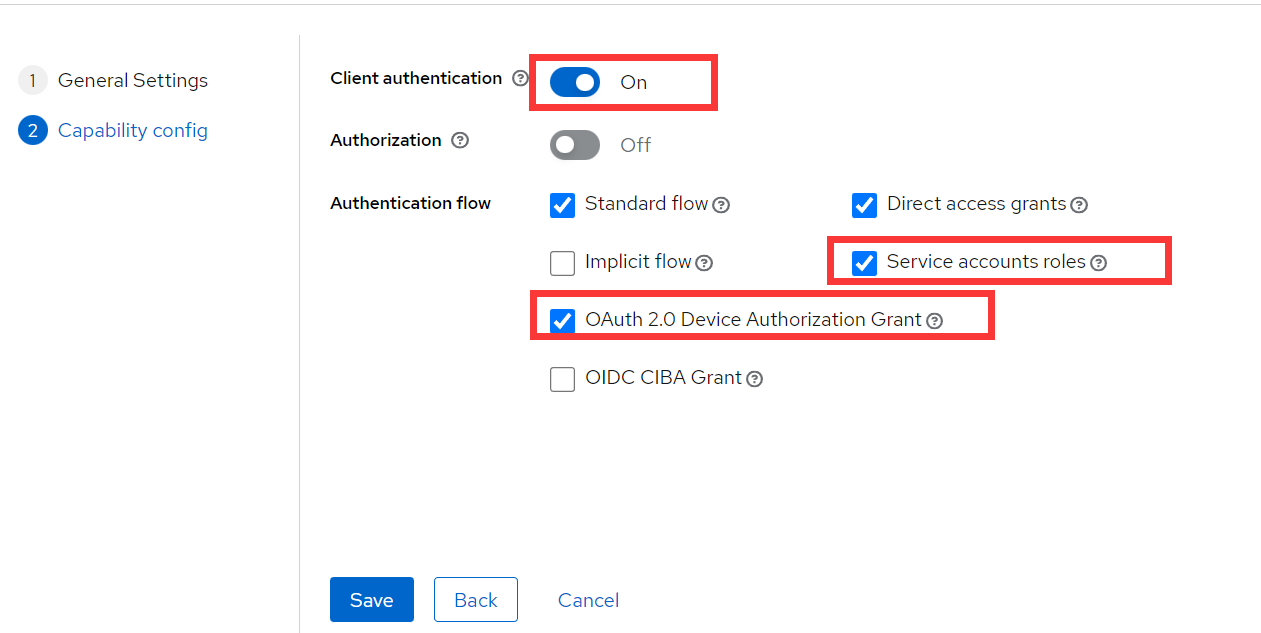 1 General Settings
2 Capability config
Client authentication ? On
Authorization ? Off
Authentication flow
Standard flow ? Direct access grants ?
Implicit flow ? Service accounts roles ?
OAuth 2.0 Device Authorization Grant ?
OIDC CIBA Grant ?
Save Back Cancel